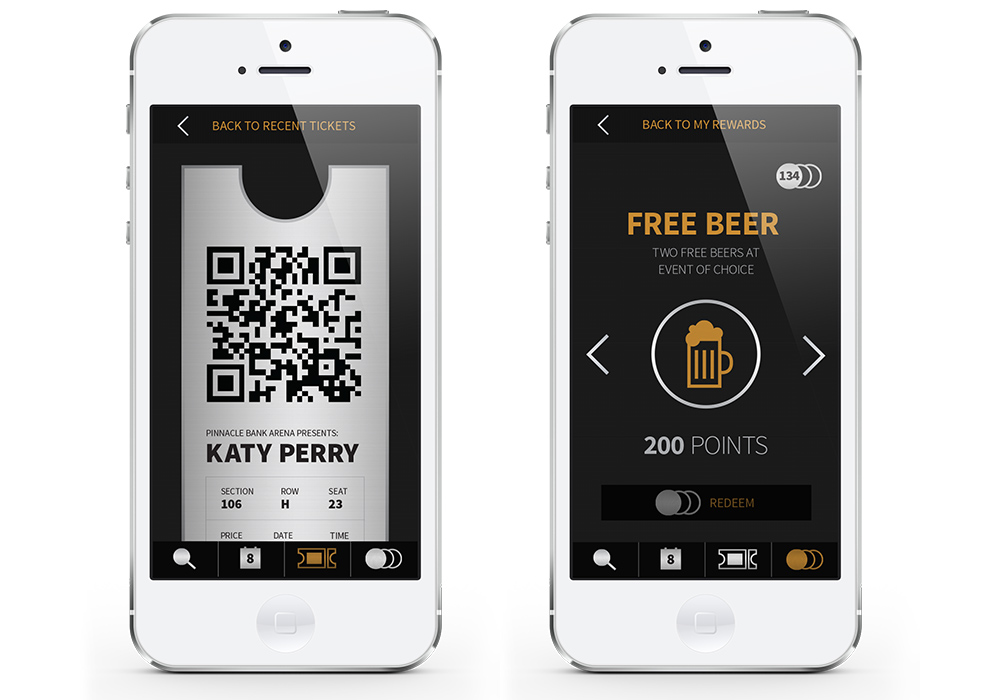 BACK TO RECENT TICKETS
PINNACLE BANK ARENA PRESENTS:
KATY PERRY
SECTION ROW SEAT
106 H 23
PRICE DATE TIME
8
BACK TO MY REWARDS
134
FREE BEER
TWO FREE BEERS AT
EVENT OF CHOICE
200 POINTS
REDEEM
8